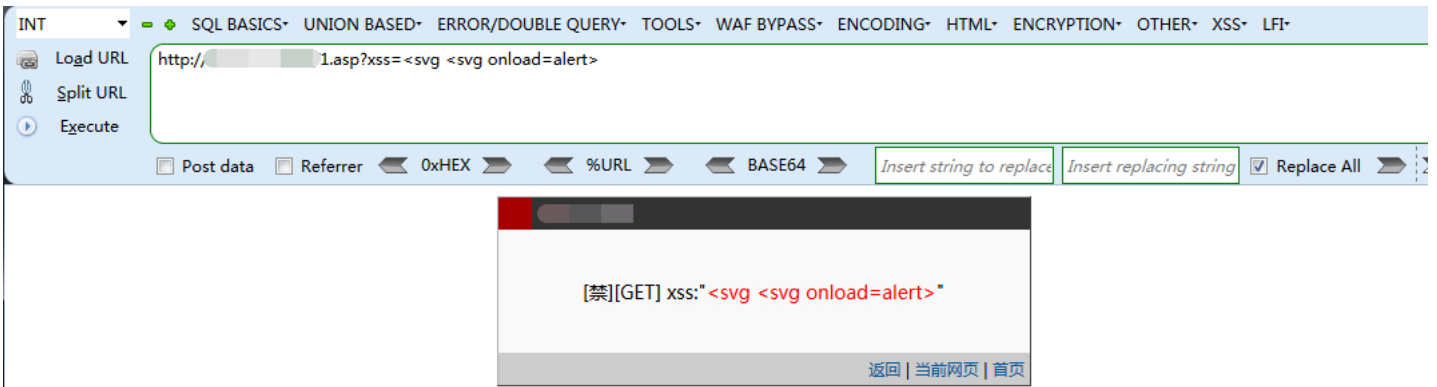 INT SQL BASICS UNION BASED ERROR/DOUBLE QUERY TOOLS WAF BYPASS ENCODING HTML ENCRYPTION OTHER XSS LFI
Load URL http:// 1.asp?xss=<svg <svg onload=alert>
Split URL
Execute
Post data Referrer 0xHEX %URL BASE64 Insert string to replace Insert replacing string Replace All
[禁][GET] xss:"<svg <svg onload=alert>"
返回 | 当前网页 | 首页